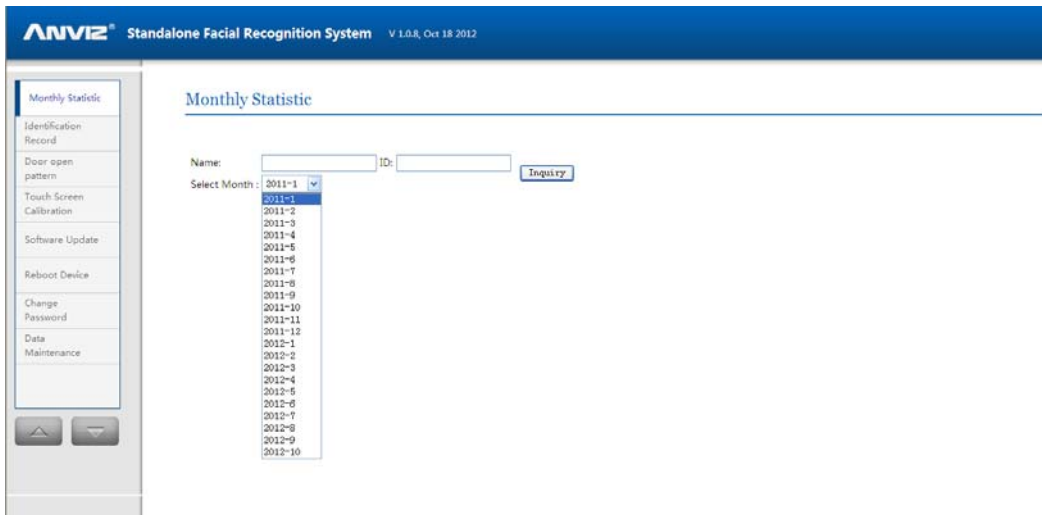 ANVIZ® Standalone Facial Recognition System V 1.0.8, Oct 18 2012
Monthly Statistic
Identification
Record
Door open
pattern
Touch Screen
Calibration
Software Update
Reboot Device
Change
Password
Data
Maintenance
Monthly Statistic
Name: ID: Inquiry
Select Month : 2011-1
2011-1
2011-2
2011-3
2011-4
2011-5
2011-6
2011-7
2011-8
2011-9
2011-10
2011-11
2011-12
2012-1
2012-2
2012-3
2012-4
2012-5
2012-6
2012-7
2012-8
2012-9
2012-10